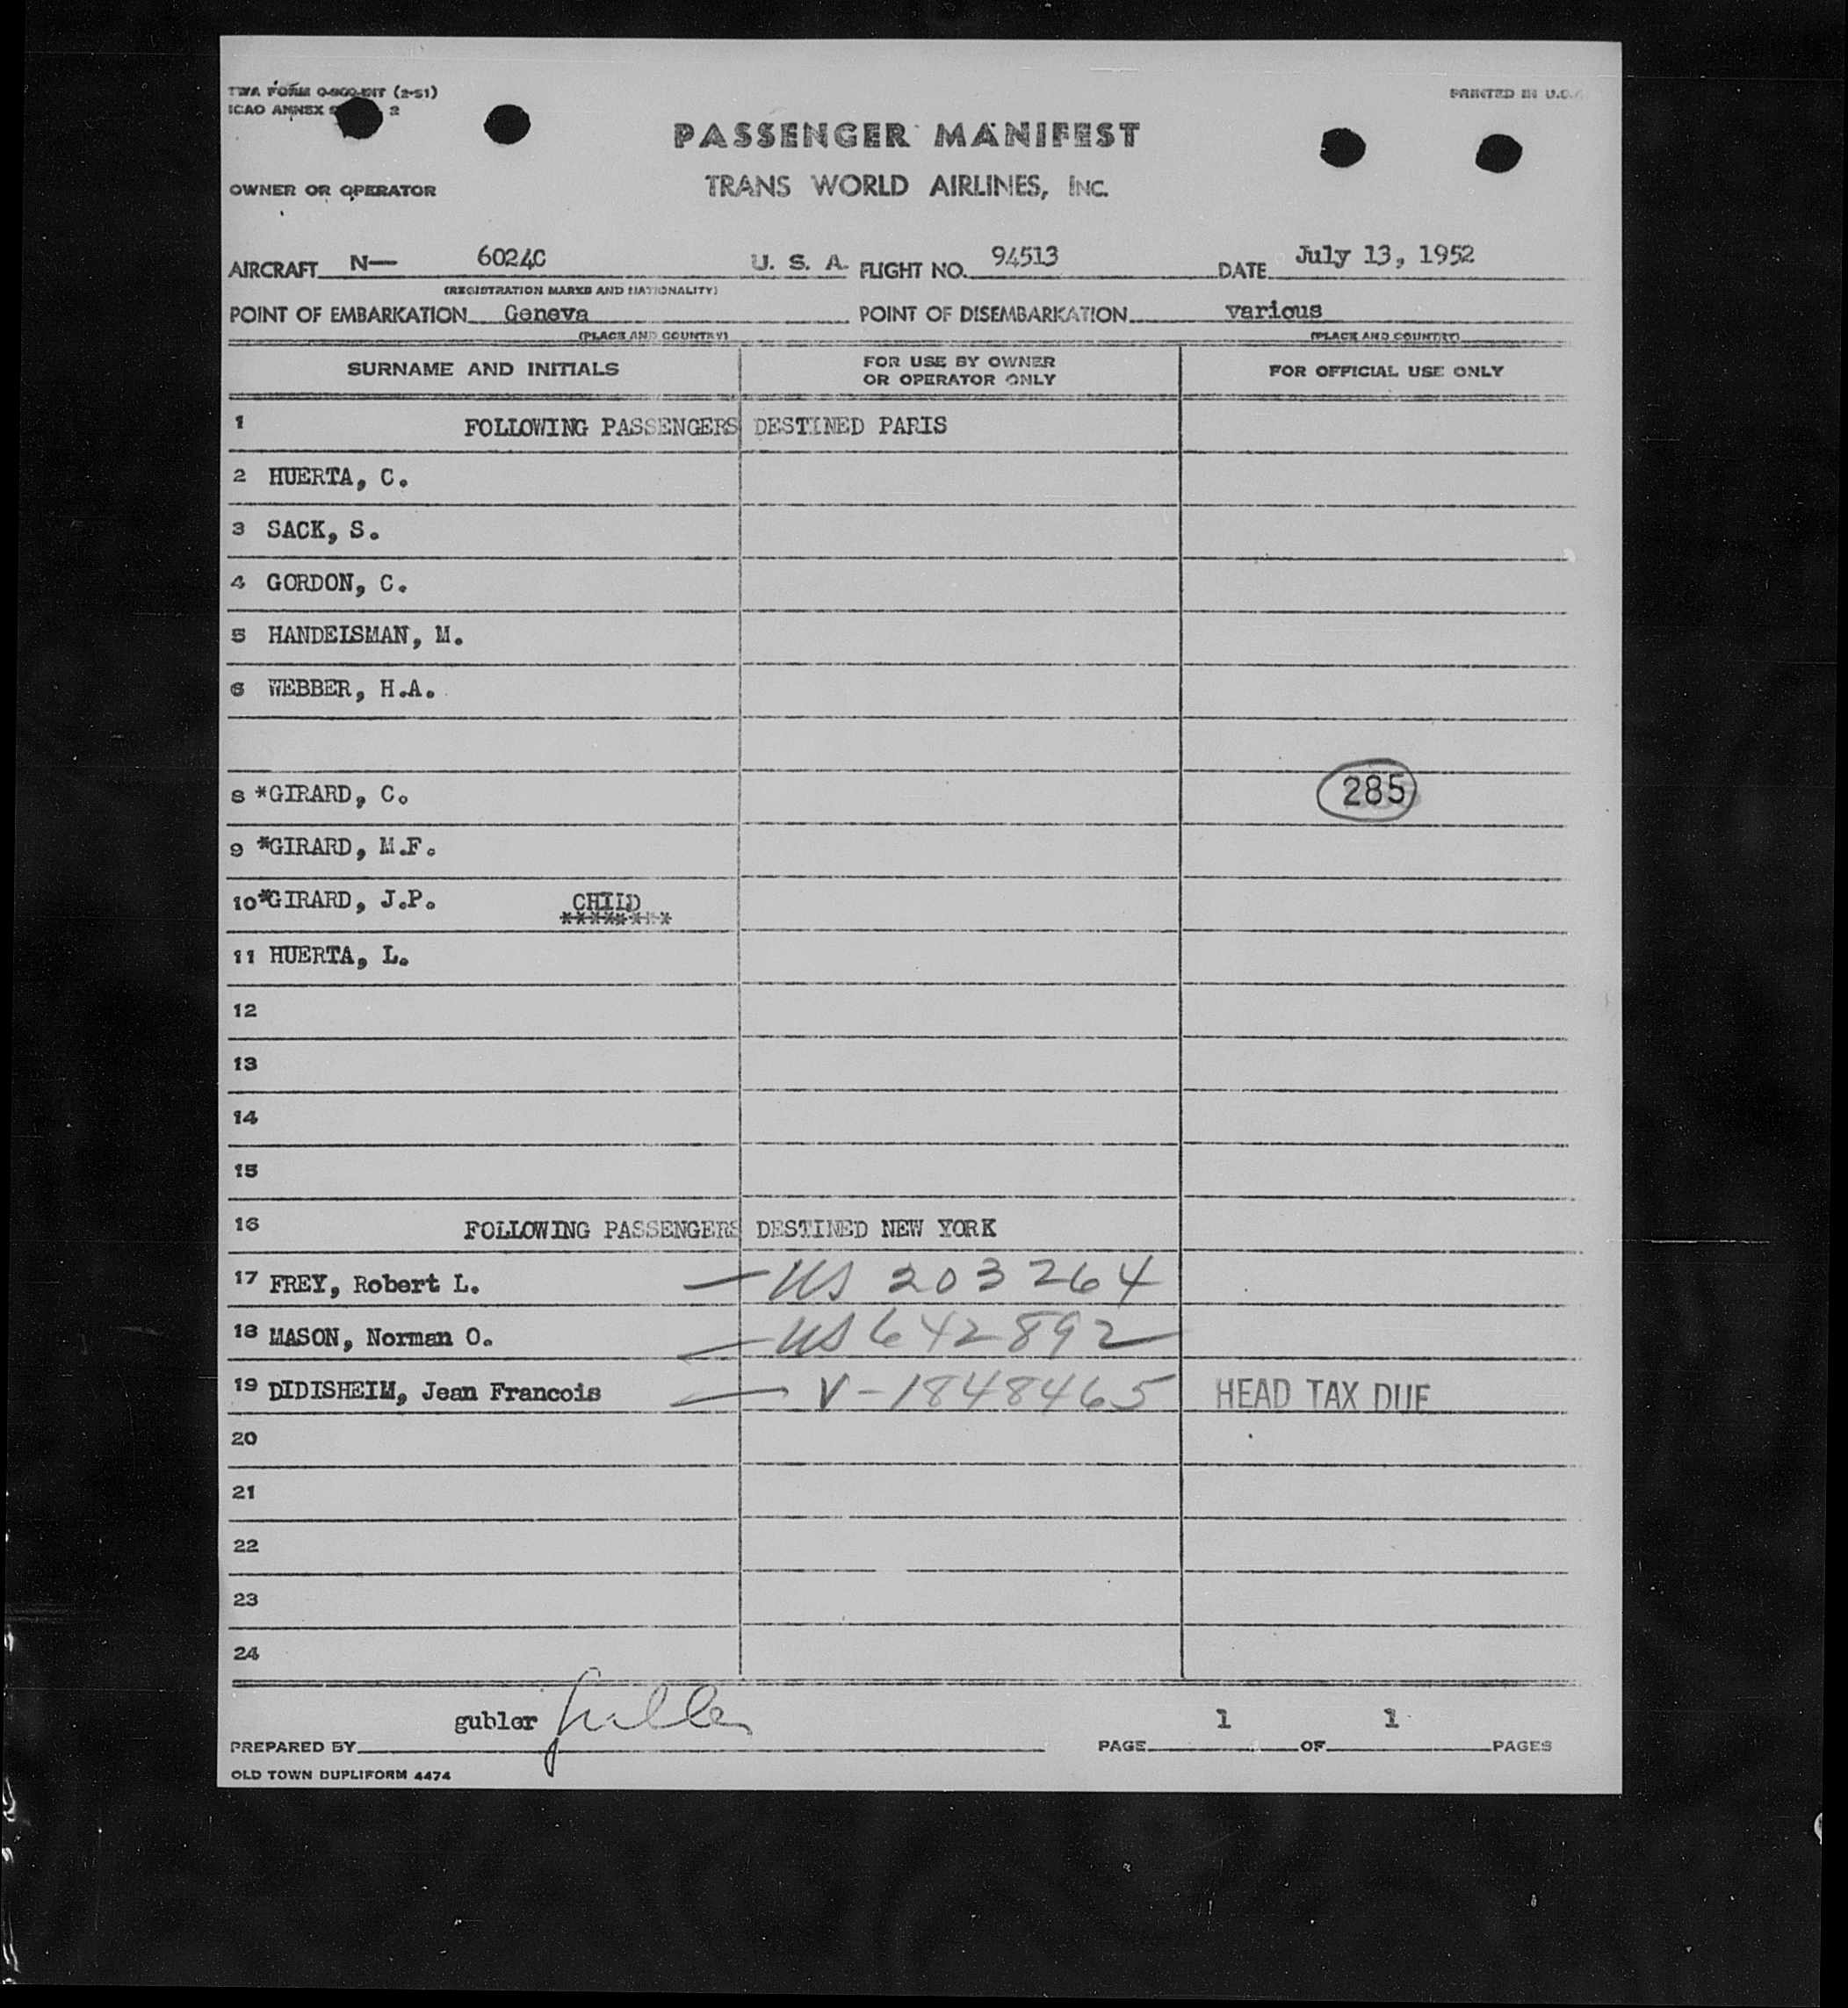 TWA FORM O-900-INT (2-51)
ICAO ANNEX 2
PRINTED IN U.S.
PASSENGER MANIFEST
TRANS WORLD AIRLINES, INC.
OWNER OR OPERATOR
AIRCRAFT N— 6024C U. S. A. FLIGHT NO. 94513 DATE July 13, 1952
(REGISTRATION MARKS AND NATIONALITY)
POINT OF EMBARKATION Geneva POINT OF DISEMBARKATION various
(PLACE AND COUNTRY) (PLACE AND COUNTRY)
SURNAME AND INITIALS FOR USE BY OWNER OR OPERATOR ONLY FOR OFFICIAL USE ONLY
1 FOLLOWING PASSENGERS DESTINED PARIS
2 HUERTA, C.
3 SACK, S.
4 GORDON, C.
5 HANDELSMAN, M.
6 WEBBER, H.A.
8 *GIRARD, C. 285
9 *GIRARD, M.F.
10 *GIRARD, J.P. CHILD
********
11 HUERTA, L.
12
13
14
15
16 FOLLOWING PASSENGERS DESTINED NEW YORK
17 FREY, Robert L. — US 203264
18 MASON, Norman O. — US 642892
19 DIDISHEIM, Jean Francois — V-1848465 HEAD TAX DUE
20
21
22
23
24
gubler gubler
PREPARED BY PAGE 1 OF 1 PAGES
OLD TOWN DUPLIFORM 4474